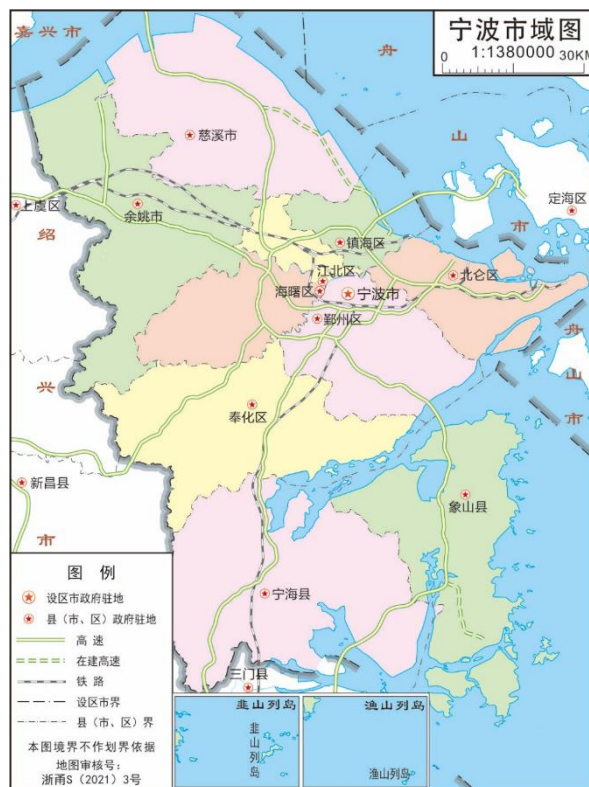 宁波市域图
1:1380000
0 30KM
嘉兴市
舟
山
市
慈溪市
上虞区
余姚市
定海区
镇海区
绍
江北区
北仑区
海曙区
宁波市
鄞州区
舟山市
兴
奉化区
新昌县
象山县
市
宁海县
三门县
图 例
设区市政府驻地
县（市、区）政府驻地
高 速
在建高速
铁 路
设区市界
县（市、区）界
本图境界不作划界依据
地图审核号：
浙甬S（2021）3号
韭山列岛
韭山列岛
渔山列岛
渔山列岛